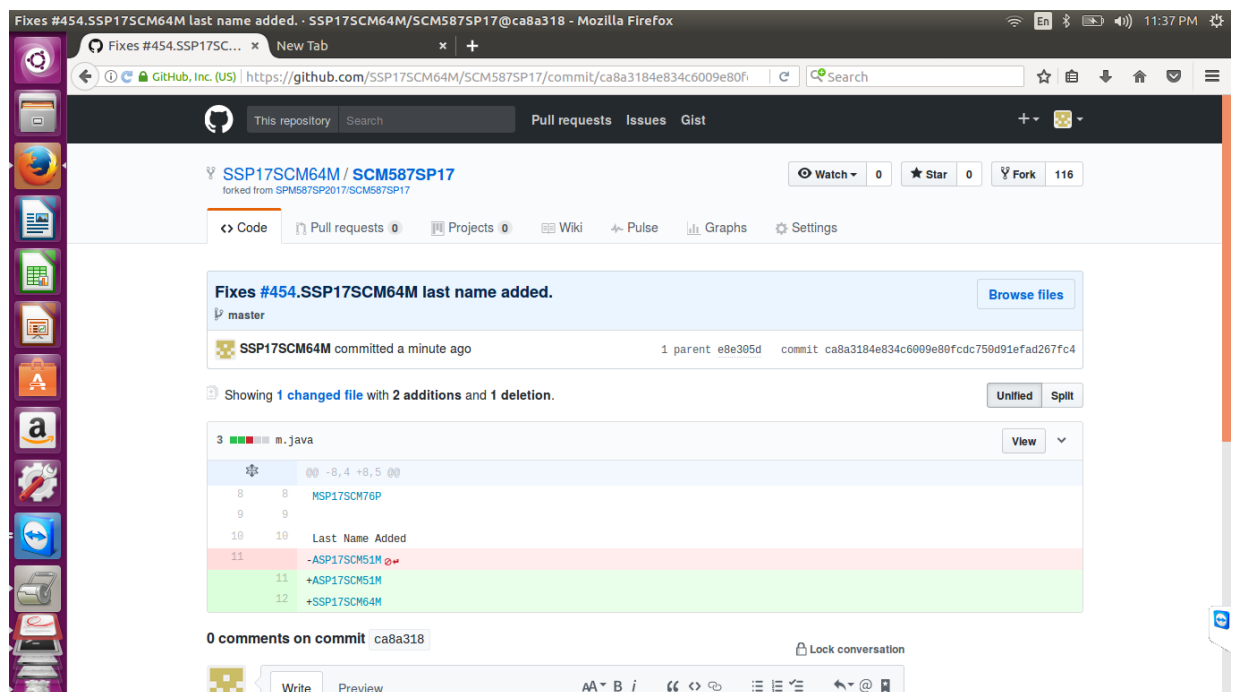 Fixes #454.SSP17SCM64M last name added. · SSP17SCM64M/SCM587SP17@ca8a318 - Mozilla Firefox
En
11:37 PM
Fixes #454.SSP17SC... × New Tab × +
GitHub, Inc. (US) https://github.com/SSP17SCM64M/SCM587SP17/commit/ca8a3184e834c6009e80f Search
This repository Search Pull requests Issues Gist
SSP17SCM64M / SCM587SP17
Watch 0 Star 0 Fork 116
forked from SPM587SP2017/SCM587SP17
Code Pull requests 0 Projects 0 Wiki Pulse Graphs Settings
Fixes #454.SSP17SCM64M last name added.
Browse files
master
SSP17SCM64M committed a minute ago 1 parent e8e305d commit ca8a3184e834c6009e80fcdc750d91efad267fc4
Showing 1 changed file with 2 additions and 1 deletion.
Unified Split
3 m.java View
@@ -8,4 +8,5 @@
8 8 MSP17SCM76P
9 9
10 10 Last Name Added
11 -ASP17SCM51M
11 +ASP17SCM51M
12 +SSP17SCM64M
0 comments on commit ca8a318
Lock conversation
Write Preview AA B i “ <> @